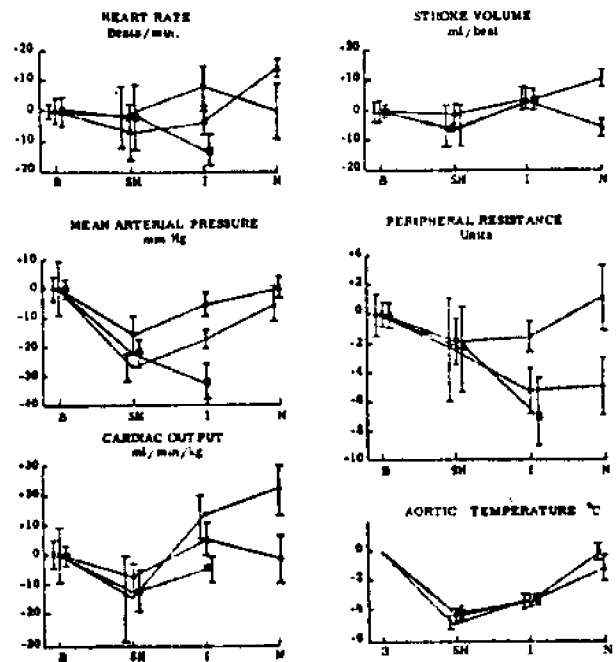 HEART RATE
Beats/min.
+20
+10
0
-10
-20
B
SH
I
N
STROKE VOLUME
ml/beat
+20
+10
0
-10
-20
B
SH
I
N
MEAN ARTERIAL PRESSURE
mm Hg
+10
0
-10
-20
-30
-40
B
SH
I
N
PERIPHERAL RESISTANCE
Units
+4
+2
0
-2
-4
-6
-8
-10
B
SH
I
N
CARDIAC OUTPUT
ml/min/kg
+30
+20
+10
0
-10
-20
-30
B
SH
I
N
AORTIC TEMPERATURE °C
-2
-4
-6
B
SH
I
N